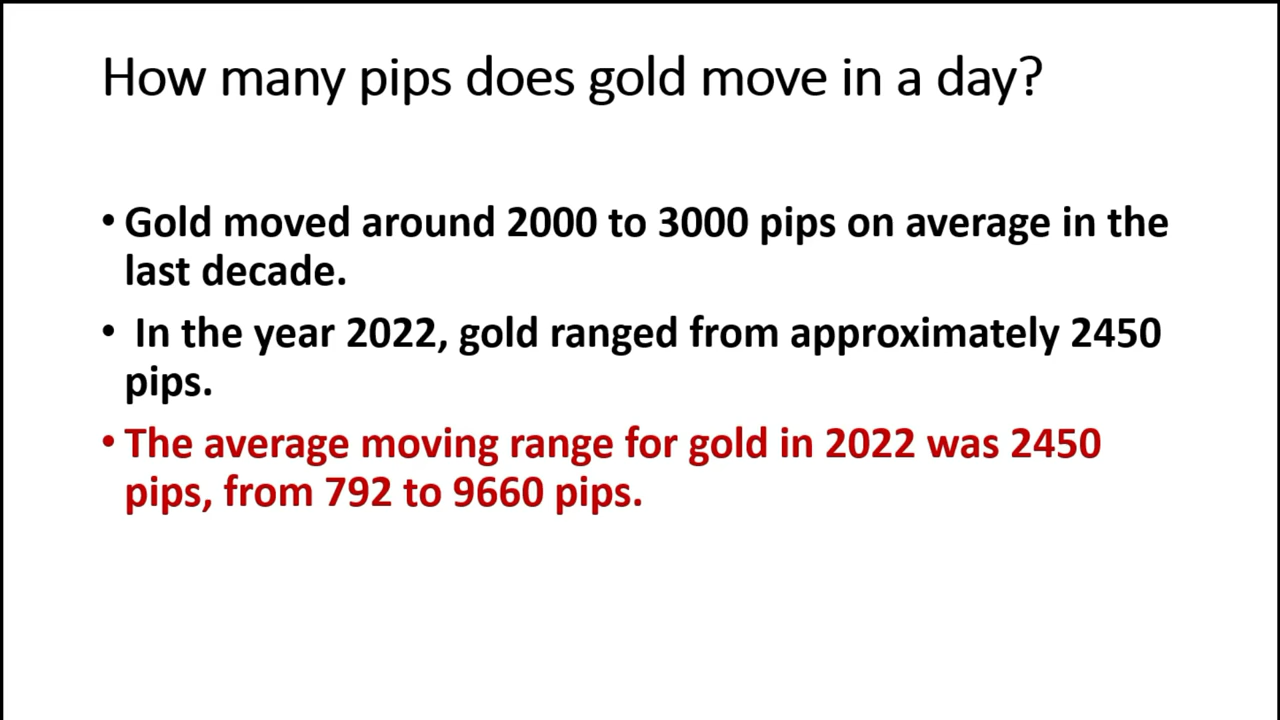 How many pips does gold move in a day?
• Gold moved around 2000 to 3000 pips on average in the
last decade.
• In the year 2022, gold ranged from approximately 2450
pips.
• The average moving range for gold in 2022 was 2450
pips, from 792 to 9660 pips.